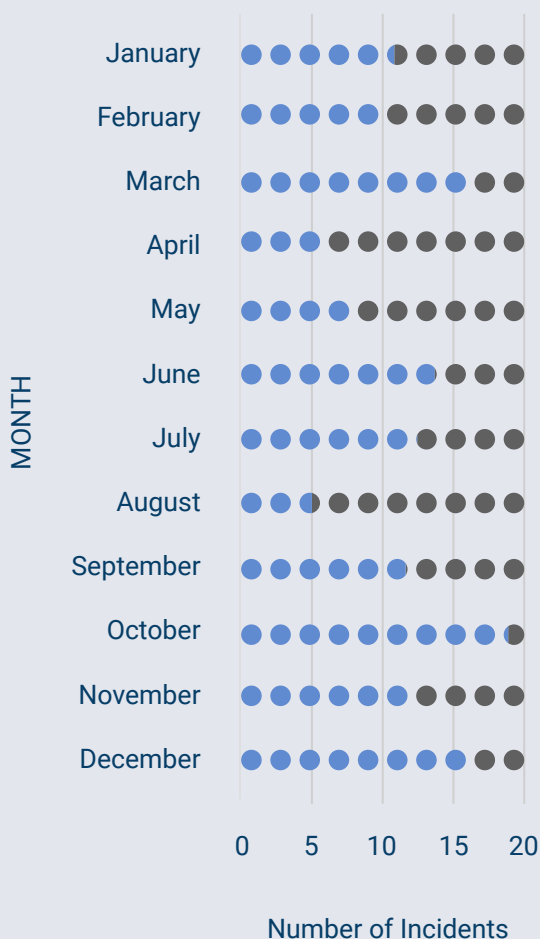 January
February
March
April
May
June
July
August
September
October
November
December
MONTH
0 5 10 15 20
Number of Incidents